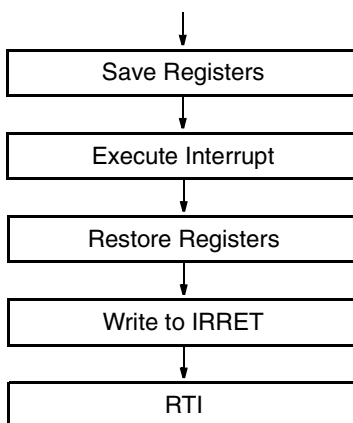 Save Registers
Execute Interrupt
Restore Registers
Write to IRRET
RTI